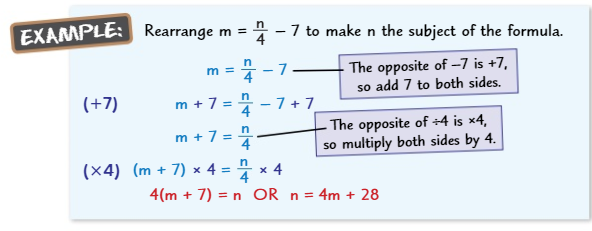 EXAMPLE:
Rearrange m = n/4 − 7 to make n the subject of the formula.
m = n/4 − 7
The opposite of −7 is +7,
so add 7 to both sides.
(+7) m + 7 = n/4 − 7 + 7
m + 7 = n/4
The opposite of ÷4 is ×4,
so multiply both sides by 4.
(×4) (m + 7) × 4 = n/4 × 4
4(m + 7) = n OR n = 4m + 28